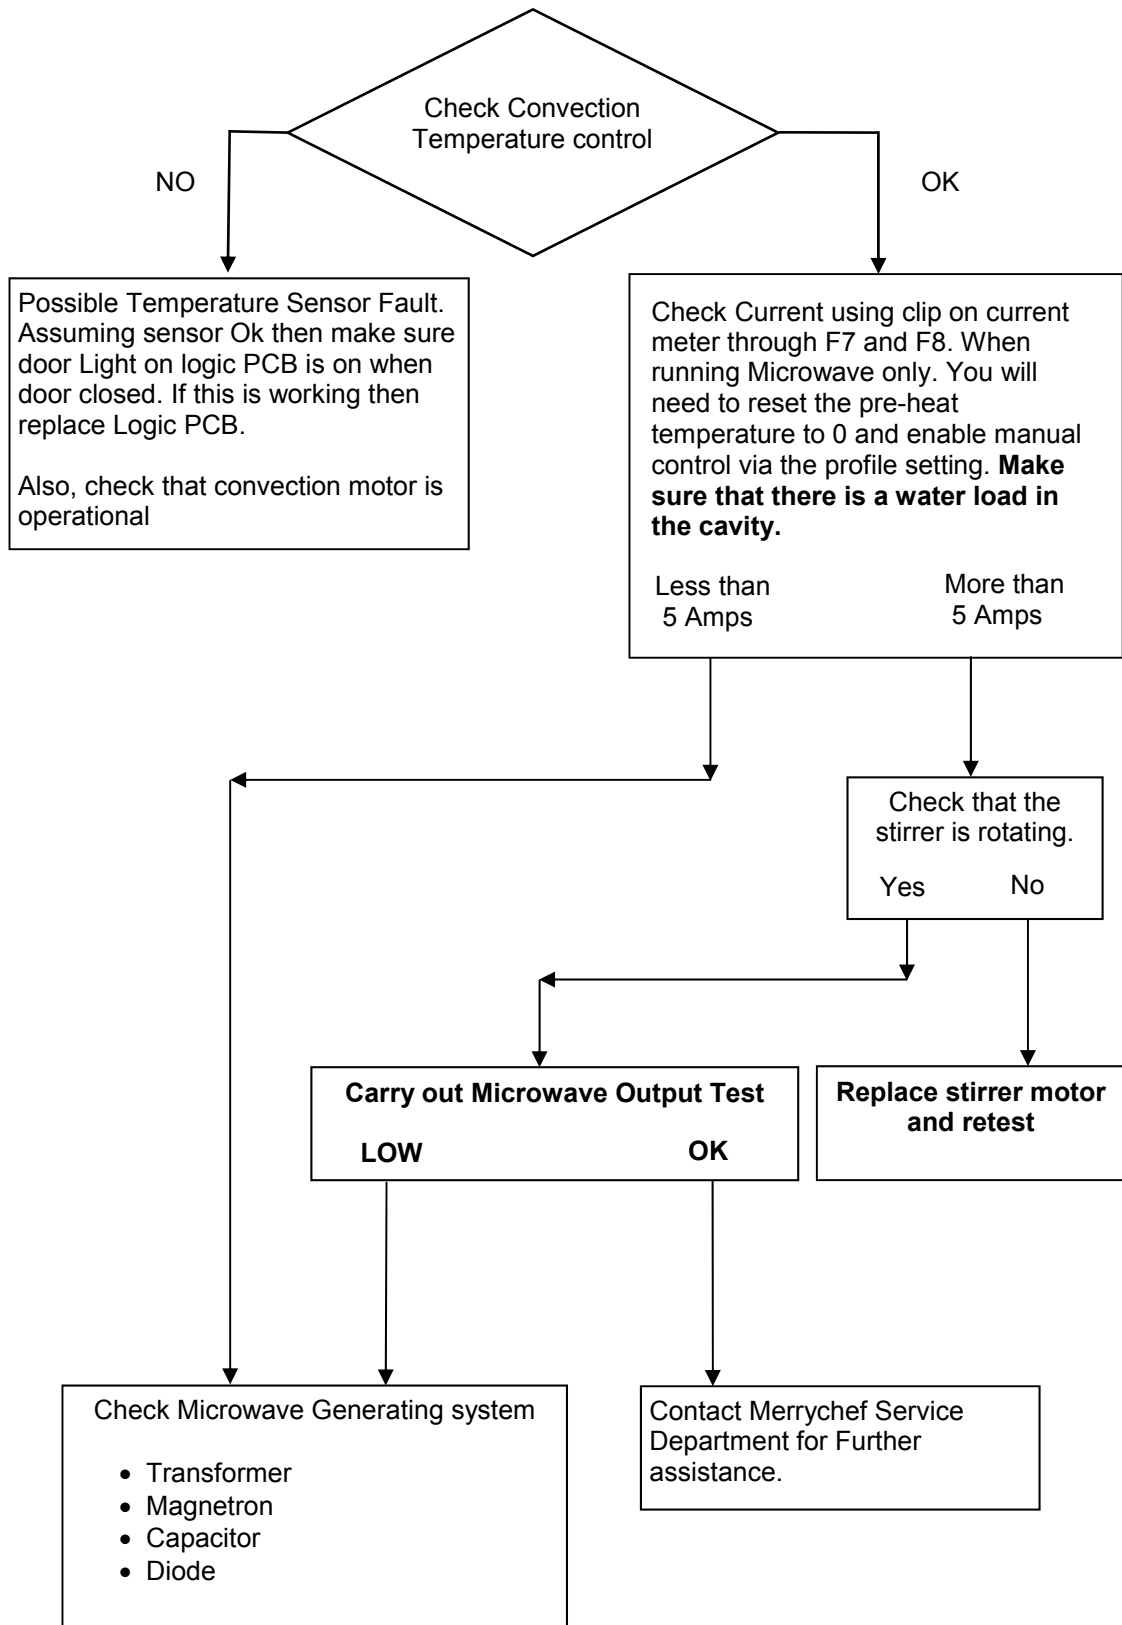 Check Convection
Temperature control
NO
OK
Possible Temperature Sensor Fault.
Assuming sensor Ok then make sure
door Light on logic PCB is on when
door closed. If this is working then
replace Logic PCB.
Also, check that convection motor is
operational
Check Current using clip on current
meter through F7 and F8. When
running Microwave only. You will
need to reset the pre-heat
temperature to 0 and enable manual
control via the profile setting. Make
sure that there is a water load in
the cavity.
Less than
5 Amps
More than
5 Amps
Check that the
stirrer is rotating.
Yes No
Carry out Microwave Output Test
LOW OK
Replace stirrer motor
and retest
Check Microwave Generating system
• Transformer
• Magnetron
• Capacitor
• Diode
Contact Merrychef Service
Department for Further
assistance.